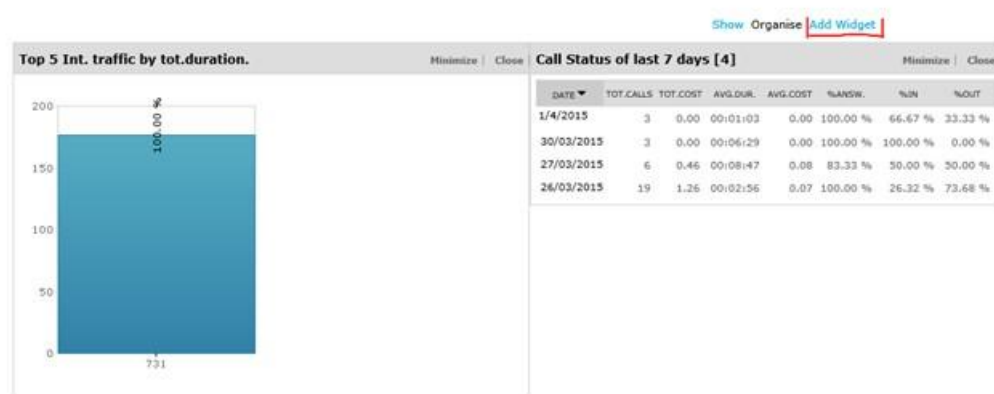 Show Organise Add Widget
Top 5 Int. traffic by tot.duration. Minimize | Close
200
100.00 %
150
100
50
0
731
Call Status of last 7 days [4] Minimize | Close
DATE TOT.CALLS TOT.COST AVG.DUR. AVG.COST %ANSW. %IN %OUT
1/4/2015 3 0.00 00:01:03 0.00 100.00 % 66.67 % 33.33 %
30/03/2015 3 0.00 00:06:29 0.00 100.00 % 100.00 % 0.00 %
27/03/2015 6 0.46 00:08:47 0.08 83.33 % 50.00 % 50.00 %
26/03/2015 19 1.26 00:02:56 0.07 100.00 % 26.32 % 73.68 %